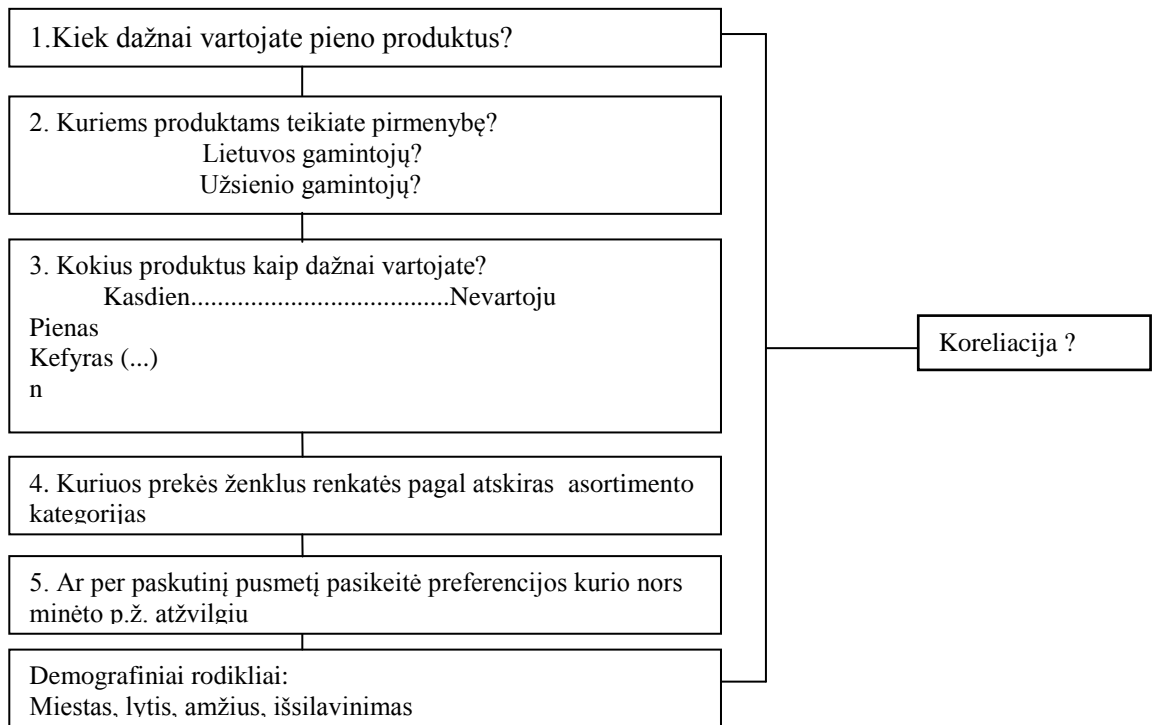 1.Kiek dažnai vartojate pieno produktus?
2. Kuriems produktams teikiate pirmenybę?
Lietuvos gamintojų?
Užsienio gamintojų?
3. Kokius produktus kaip dažnai vartojate?
Kasdien.......................................Nevartoju
Pienas
Kefyras (...)
n
Koreliacija ?
4. Kuriuos prekės ženklus renkatės pagal atskiras asortimento
kategorijas
5. Ar per paskutinį pusmetį pasikeitė preferencijos kurio nors
minėto p.ž. atžvilgiu
Demografiniai rodikliai:
Miestas, lytis, amžius, išsilavinimas